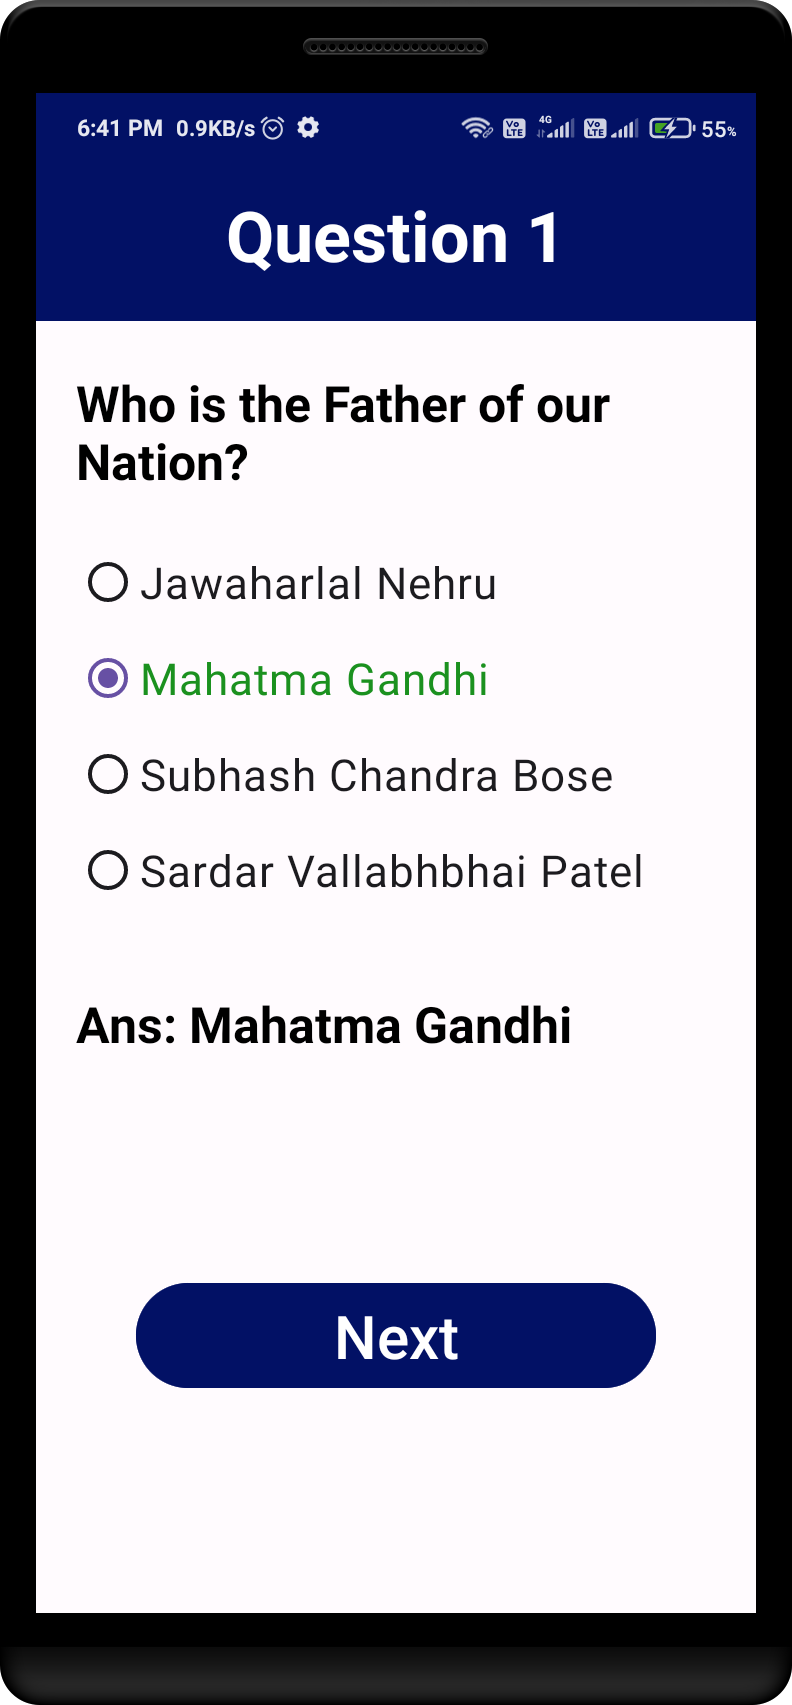 6:41 PM 0.9KB/s Vo LTE 4G Vo LTE 55%
Question 1
Who is the Father of our
Nation?
Jawaharlal Nehru
Mahatma Gandhi
Subhash Chandra Bose
Sardar Vallabhbhai Patel
Ans: Mahatma Gandhi
Next